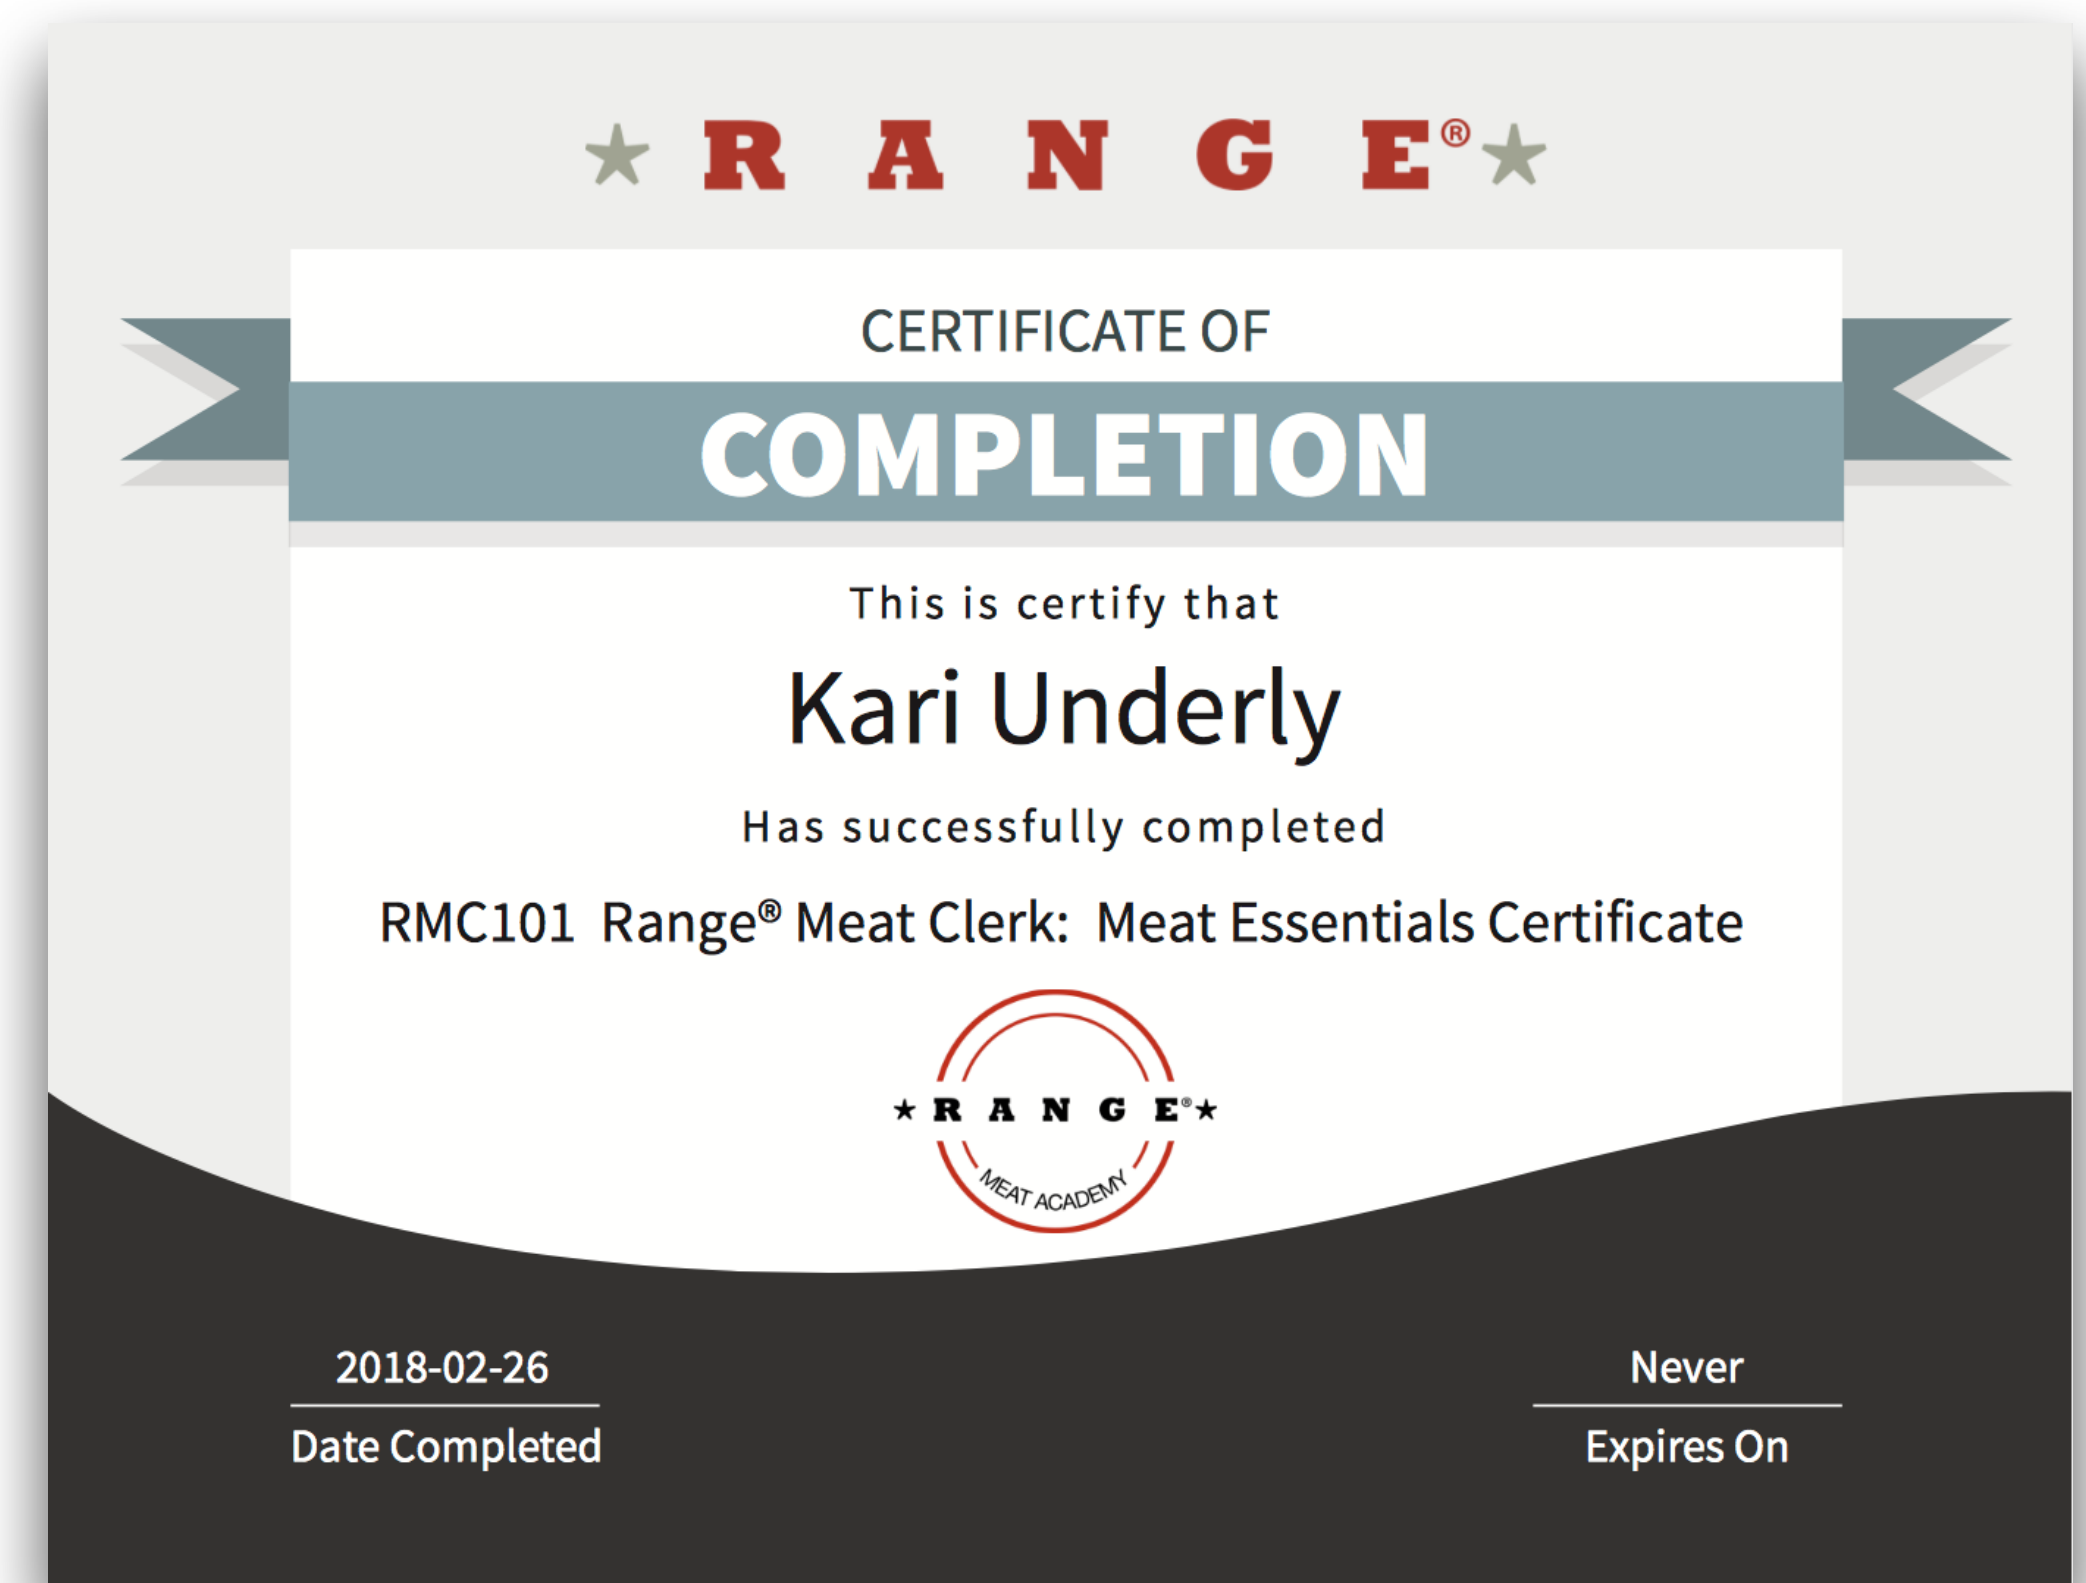 ★ R A N G E®★
CERTIFICATE OF
COMPLETION
This is certify that
Kari Underly
Has successfully completed
RMC101 Range® Meat Clerk: Meat Essentials Certificate
★ R A N G E®★
MEAT ACADEMY
2018-02-26
Date Completed
Never
Expires On